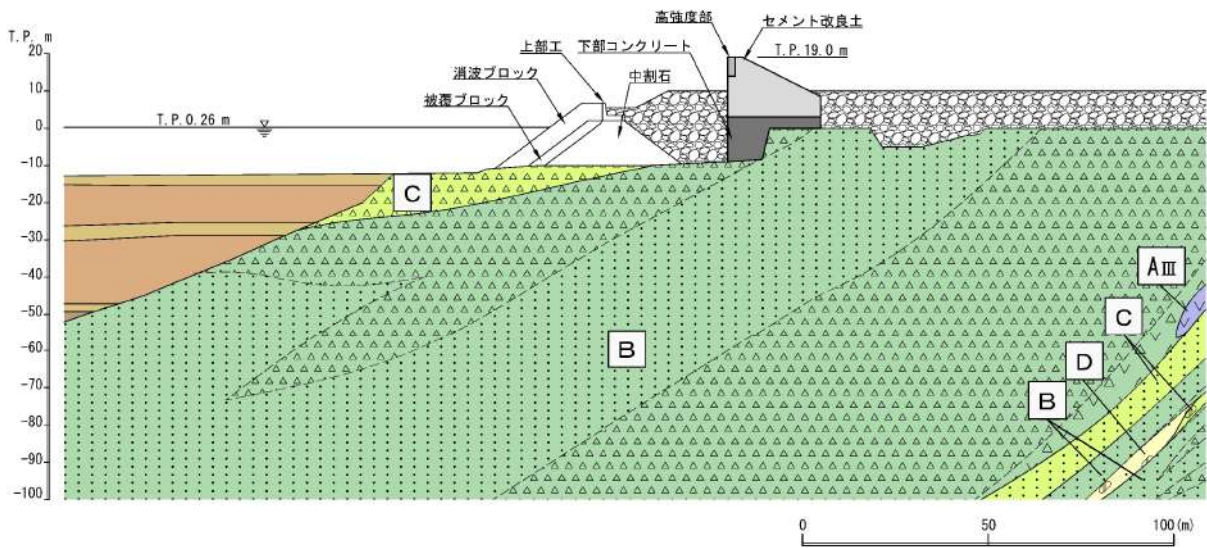 T.P. m
20
10
0
-10
-20
-30
-40
-50
-60
-70
-80
-90
-100
高強度部
セメント改良土
上部工
下部コンクリート
T.P.19.0 m
消波ブロック
中割石
被覆ブロック
T.P.0.26 m
C
B
AⅢ
C
D
B
0
50
100(m)